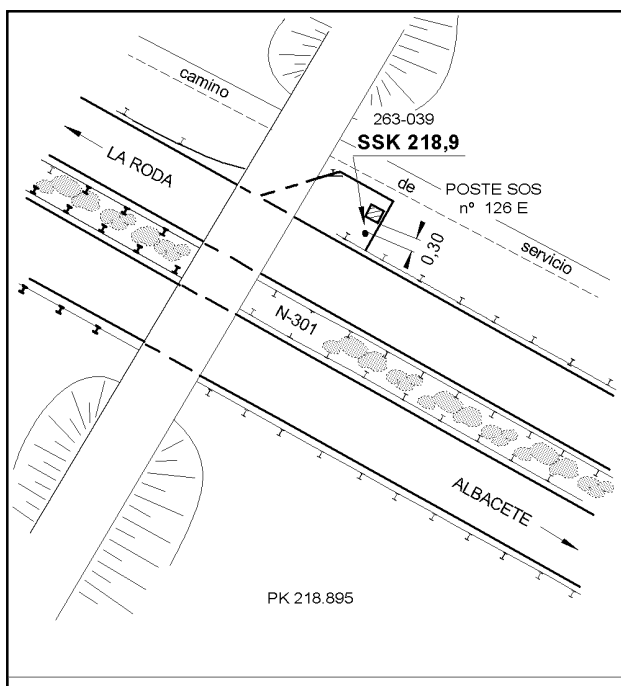 camino
263-039
SSK 218,9
LA RODA
de
POSTE SOS
nº 126 E
servicio
0,30
N-301
ALBACETE
PK 218.895